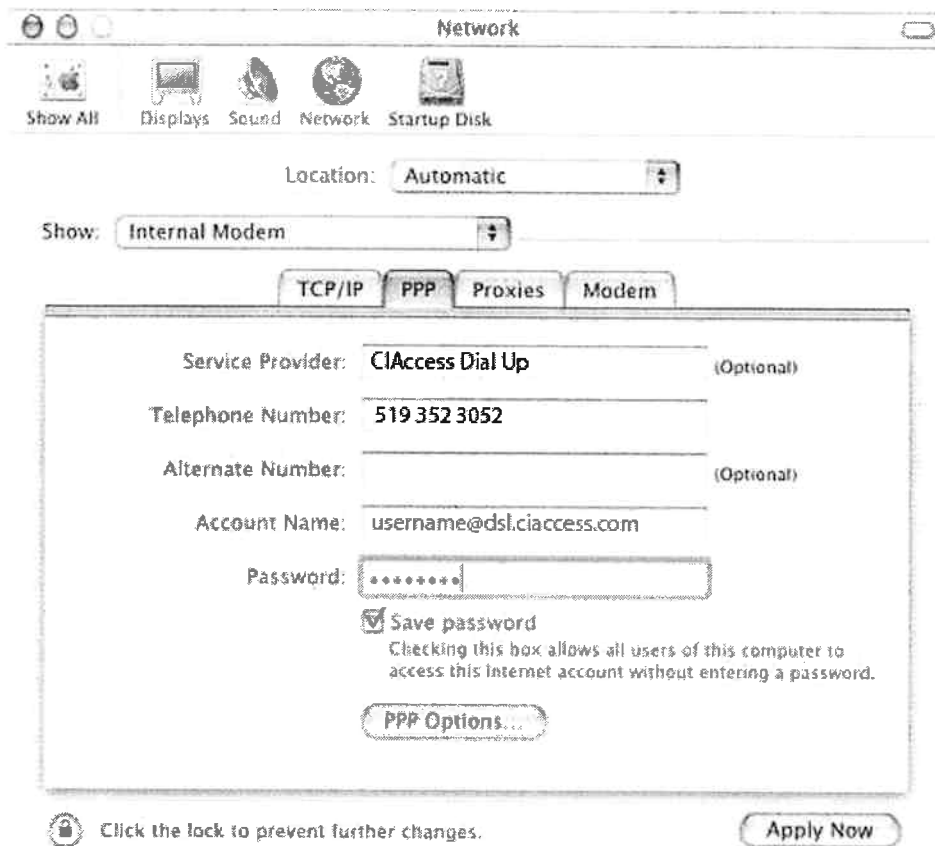 Network
Show All Displays Sound Network Startup Disk
Location: Automatic
Show: Internal Modem
TCP/IP PPP Proxies Modem
Service Provider: CIAccess Dial Up (Optional)
Telephone Number: 519 352 3052
Alternate Number: (Optional)
Account Name: username@dsl.ciaccess.com
Password: ••••••••
Save password
Checking this box allows all users of this computer to
access this Internet account without entering a password.
PPP Options...
Click the lock to prevent further changes.
Apply Now